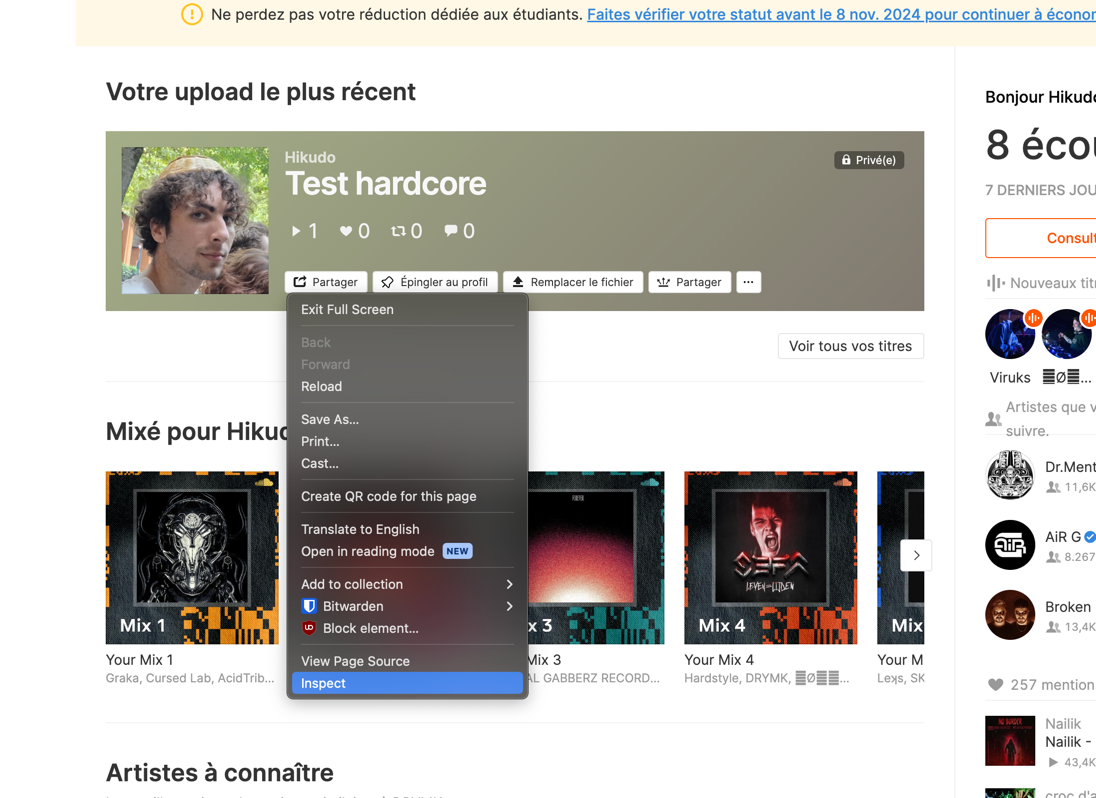 Ne perdez pas votre réduction dédiée aux étudiants. Faites vérifier votre statut avant le 8 nov. 2024 pour continuer à écono
Votre upload le plus récent
Hikudo
Privé(e)
Test hardcore
1 0 0 0
Partager
Épingler au profil
Remplacer le fichier
Partager
Voir tous vos titres
Exit Full Screen
Back
Forward
Reload
Save As...
Print...
Cast...
Create QR code for this page
Translate to English
Open in reading mode NEW
Add to collection
Bitwarden
Block element...
View Page Source
Inspect
Mixé pour Hikud
Mix 1
Your Mix 1
Graka, Cursed Lab, AcidTrib...
x 3
Mix 3
AL GABBERZ RECORD...
SEFA
LEVEN OF LIJDEN
Mix 4
Your Mix 4
Hardstyle, DRYMK, ䷀Ø䷀䷀...
Mix
Your M
Leʞs, SK
Artistes à connaître
Bonjour Hikud
8 écou
7 DERNIERS JOU
Consult
Nouveaux titr
Viruks
䷀Ø䷀...
Artistes que v
suivre.
Dr.Ment
11,6K
AiR G
8.267
Broken
13,4K
257 mention
Nailik
Nailik -
43,4K
croc d'a